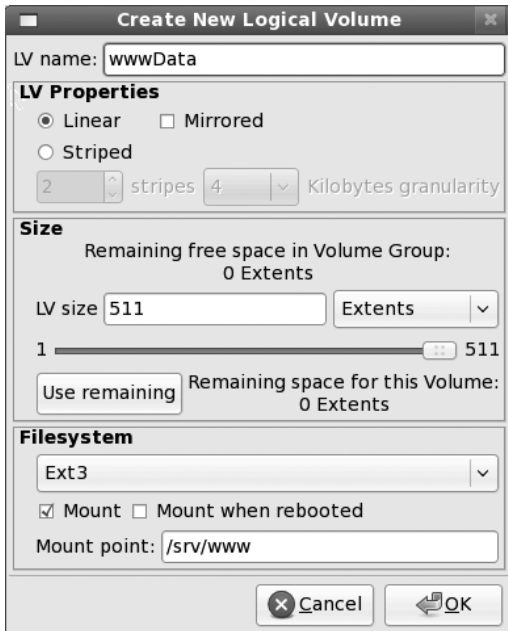 Create New Logical Volume
LV name: wwwData
LV Properties
Linear Mirrored
Striped
2 stripes 4 Kilobytes granularity
Size
Remaining free space in Volume Group:
0 Extents
LV size 511 Extents
1 511
Use remaining
Remaining space for this Volume:
0 Extents
Filesystem
Ext3
Mount Mount when rebooted
Mount point: /srv/www
Cancel OK